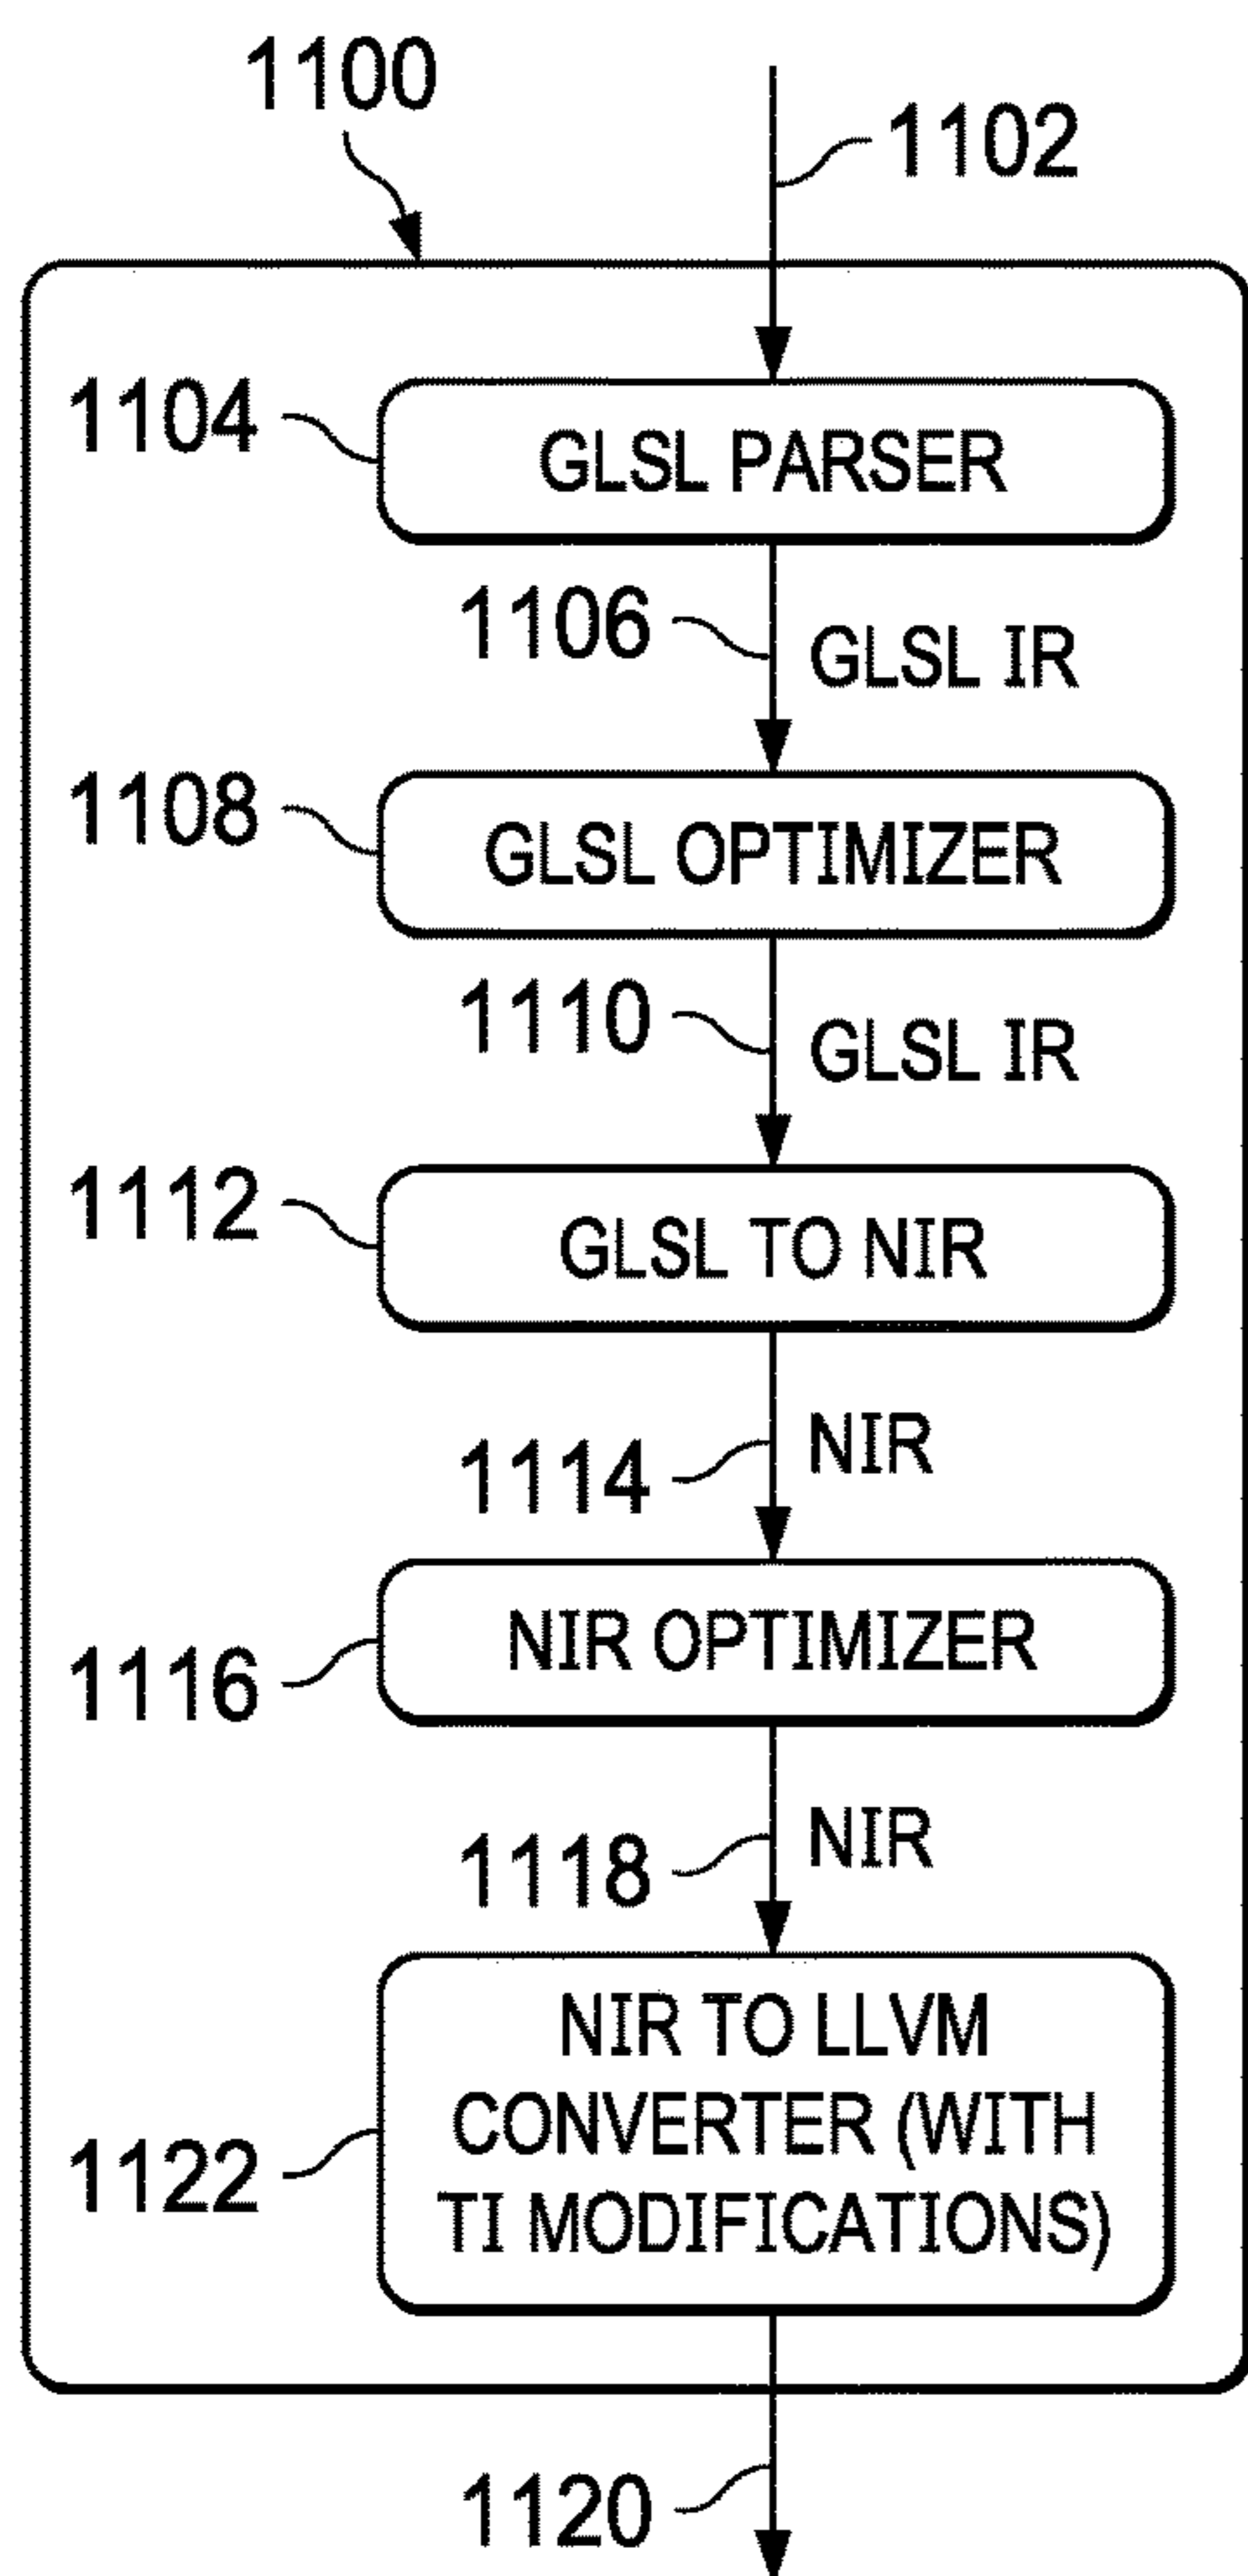 1100
1102
1104
GLSL PARSER
1106
GLSL IR
1108
GLSL OPTIMIZER
1110
GLSL IR
1112
GLSL TO NIR
1114
NIR
1116
NIR OPTIMIZER
1118
NIR
1122
NIR TO LLVM
CONVERTER (WITH
TI MODIFICATIONS)
1120